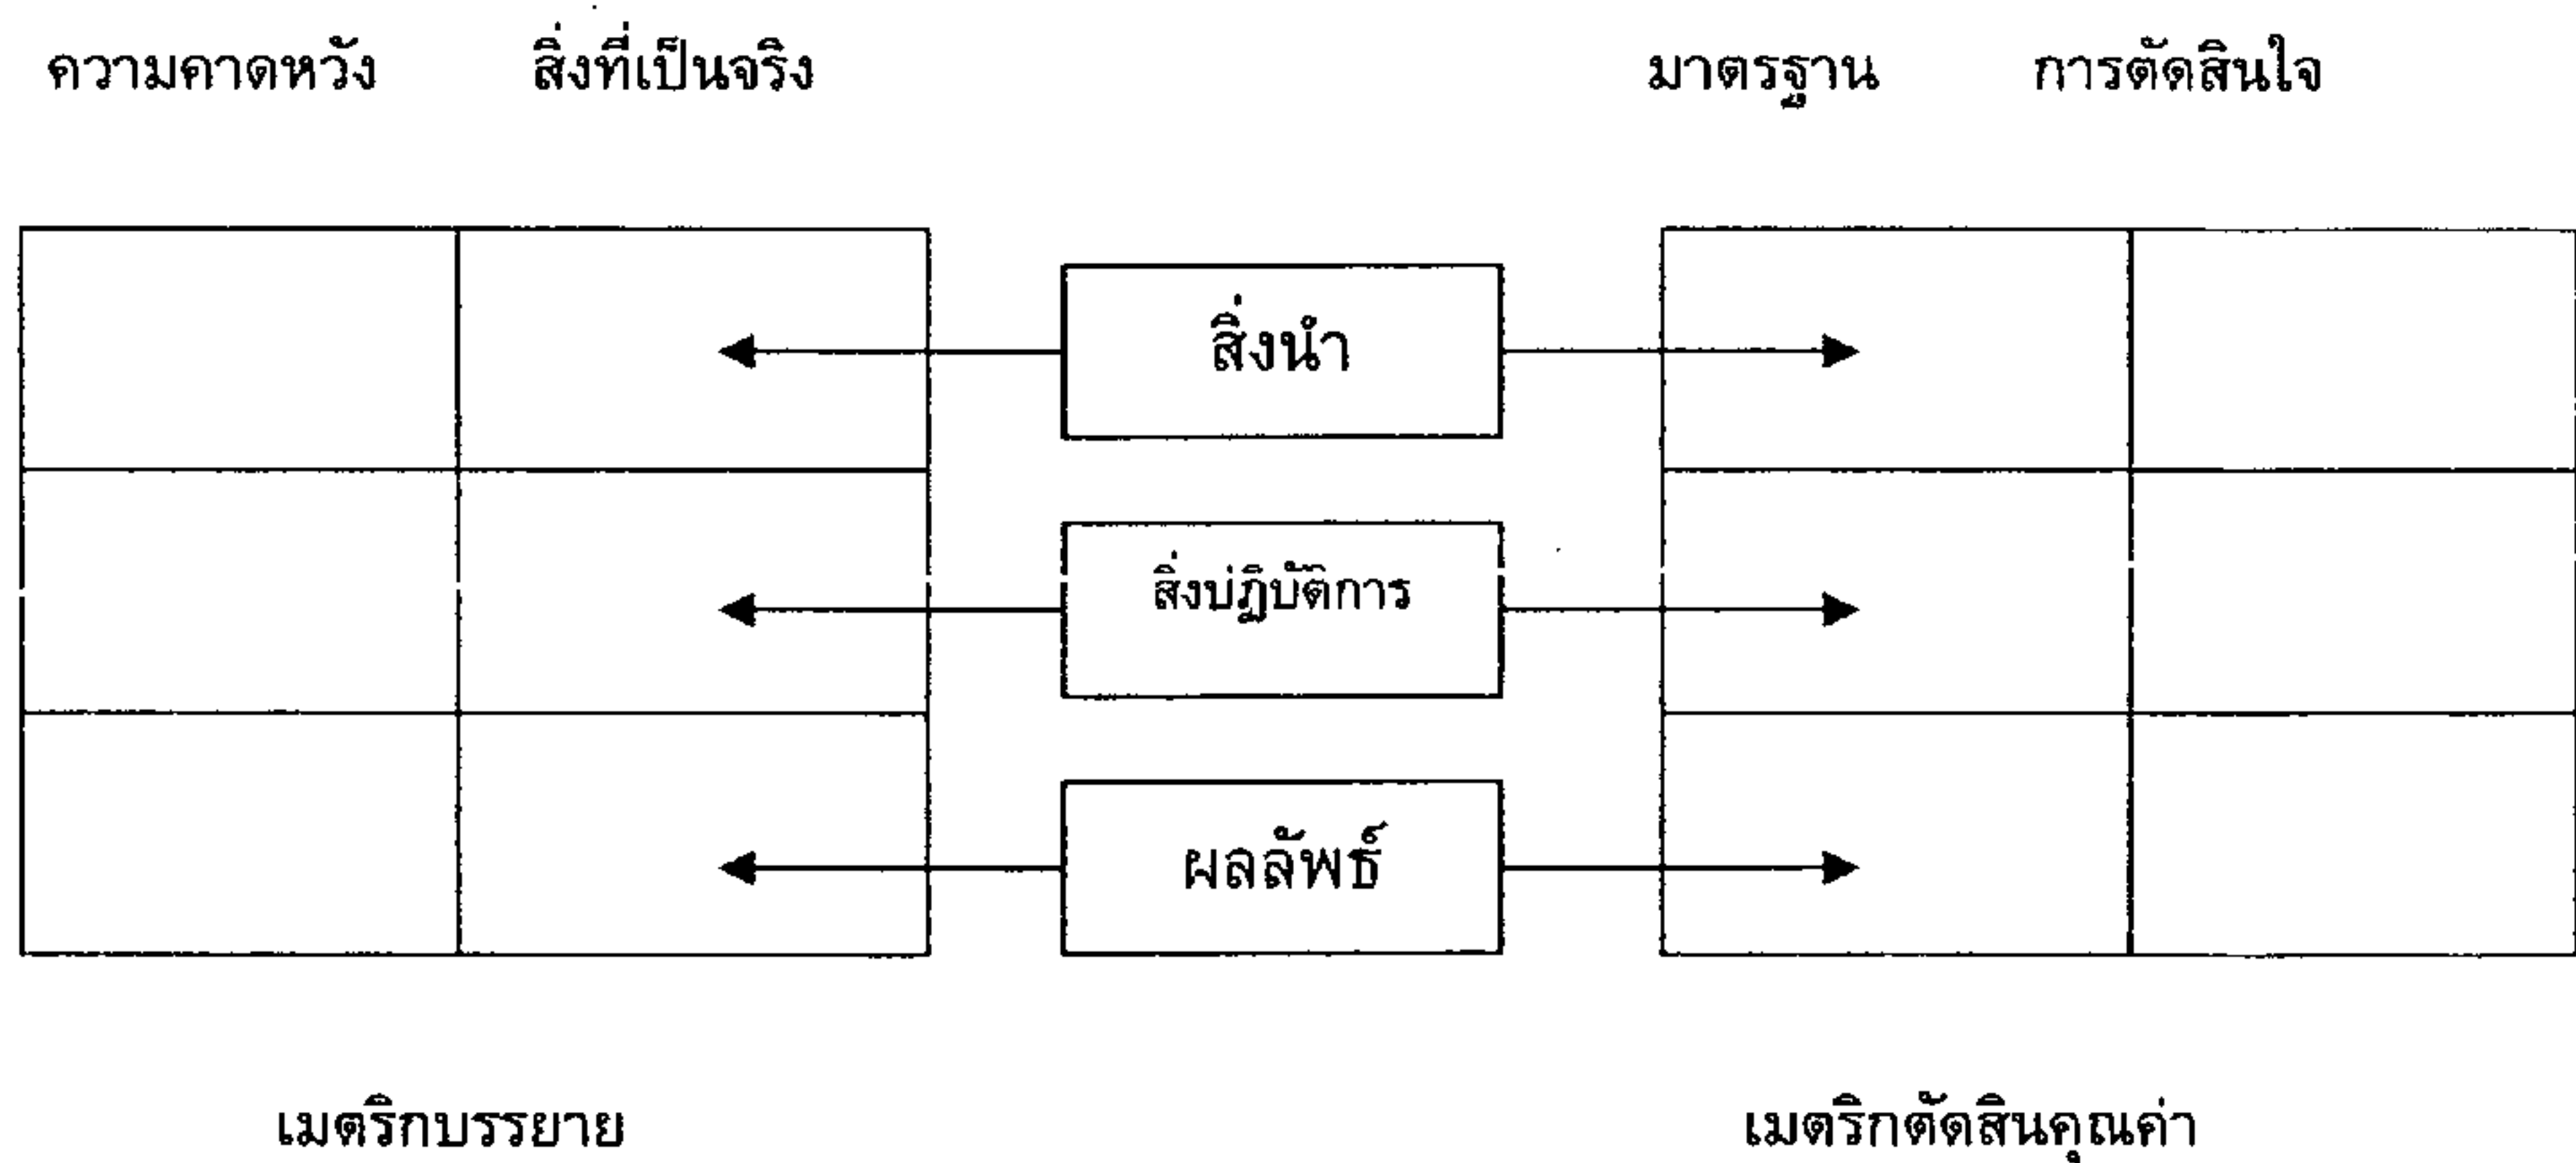 ความคาดหวัง สิ่งที่เป็นจริง มาตรฐาน การตัดสินใจ
สิ่งนำ
สิ่งปฏิบัติการ
ผลลัพธ์
เมตริกบรรยาย เมตริกตัดสินคุณค่า